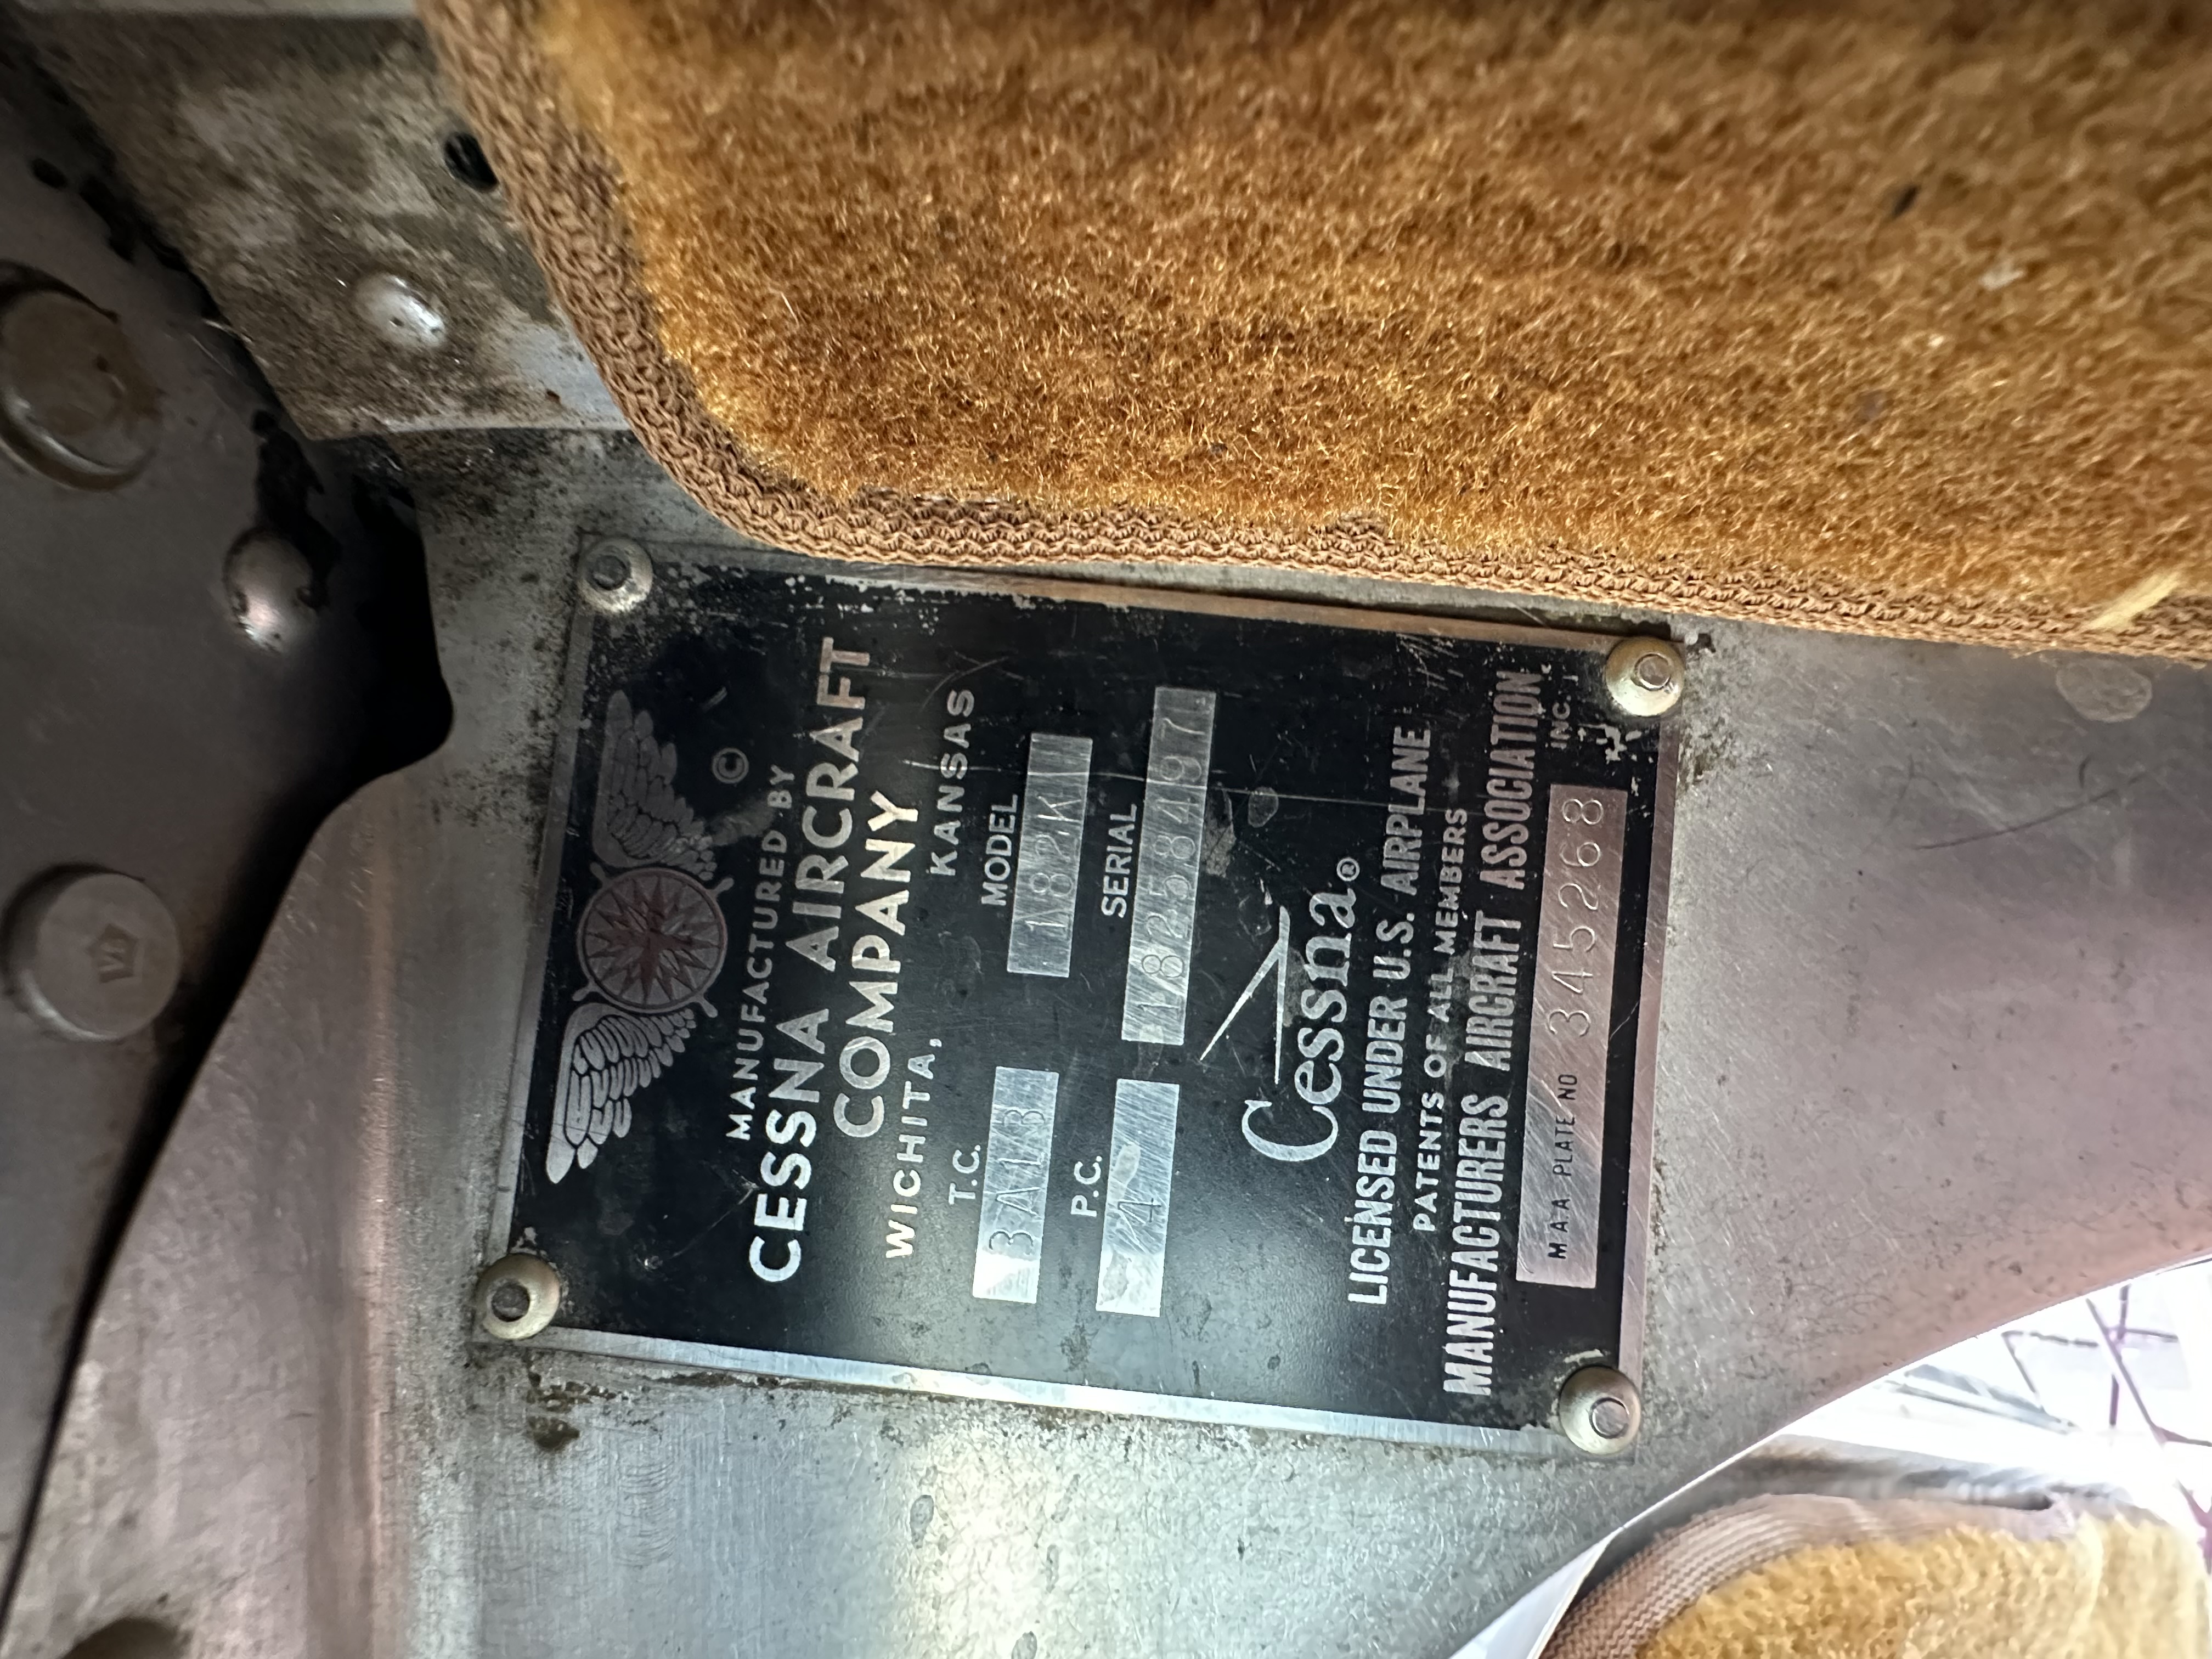 ©
MANUFACTURED BY
CESSNA AIRCRAFT
COMPANY
WICHITA, KANSAS
T.C. MODEL
3A13 182K
P.C. SERIAL
4 18258497
Cessna®
LICENSED UNDER U.S. AIRPLANE
PATENTS OF ALL MEMBERS
MANUFACTURERS AIRCRAFT ASSOCIATION
INC.
M.A.A. PLATE NO 345268